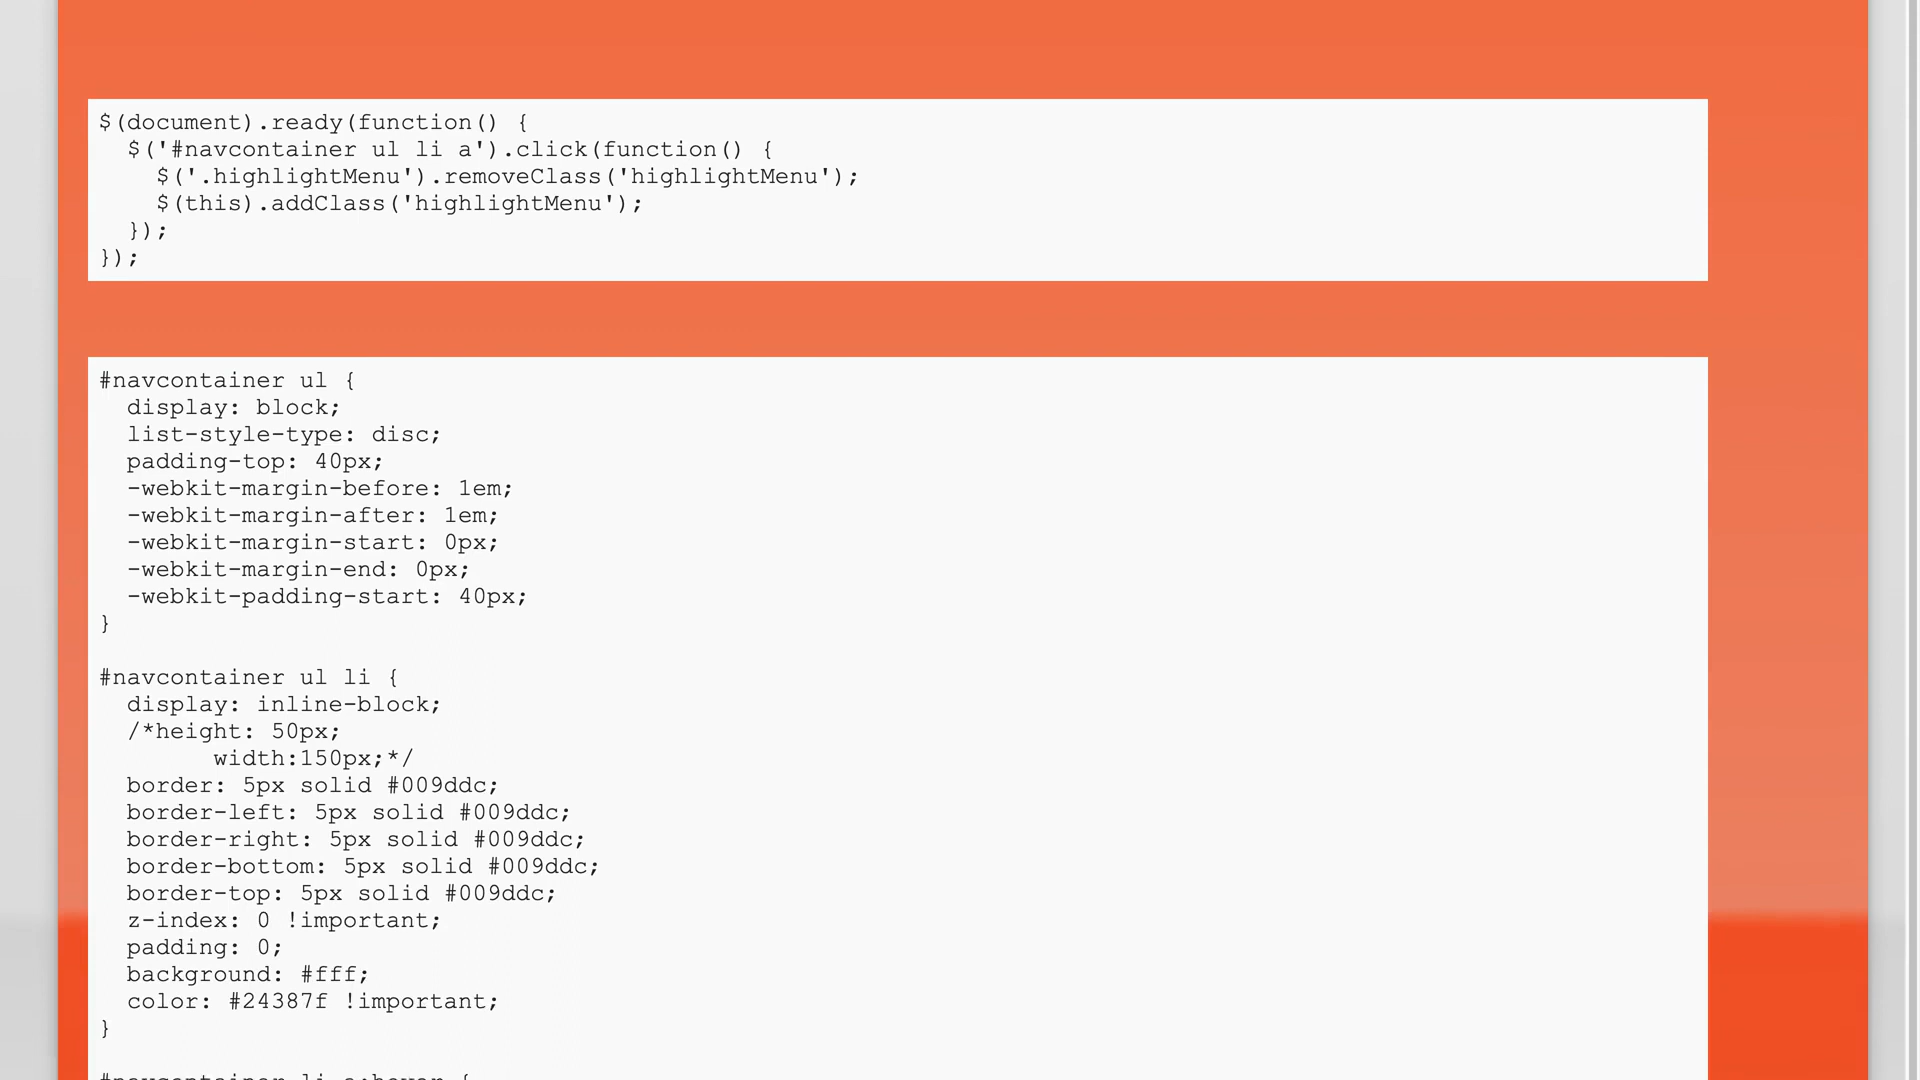 $(document).ready(function() {
  $('#navcontainer ul li a').click(function() {
    $('.highlightMenu').removeClass('highlightMenu');
    $(this).addClass('highlightMenu');
  });
});
#navcontainer ul {
  display: block;
  list-style-type: disc;
  padding-top: 40px;
  -webkit-margin-before: 1em;
  -webkit-margin-after: 1em;
  -webkit-margin-start: 0px;
  -webkit-margin-end: 0px;
  -webkit-padding-start: 40px;
}
#navcontainer ul li {
  display: inline-block;
  /*height: 50px;
        width:150px;*/
  border: 5px solid #009ddc;
  border-left: 5px solid #009ddc;
  border-right: 5px solid #009ddc;
  border-bottom: 5px solid #009ddc;
  border-top: 5px solid #009ddc;
  z-index: 0 !important;
  padding: 0;
  background: #fff;
  color: #24387f !important;
}
#navcontainer li a:hover {